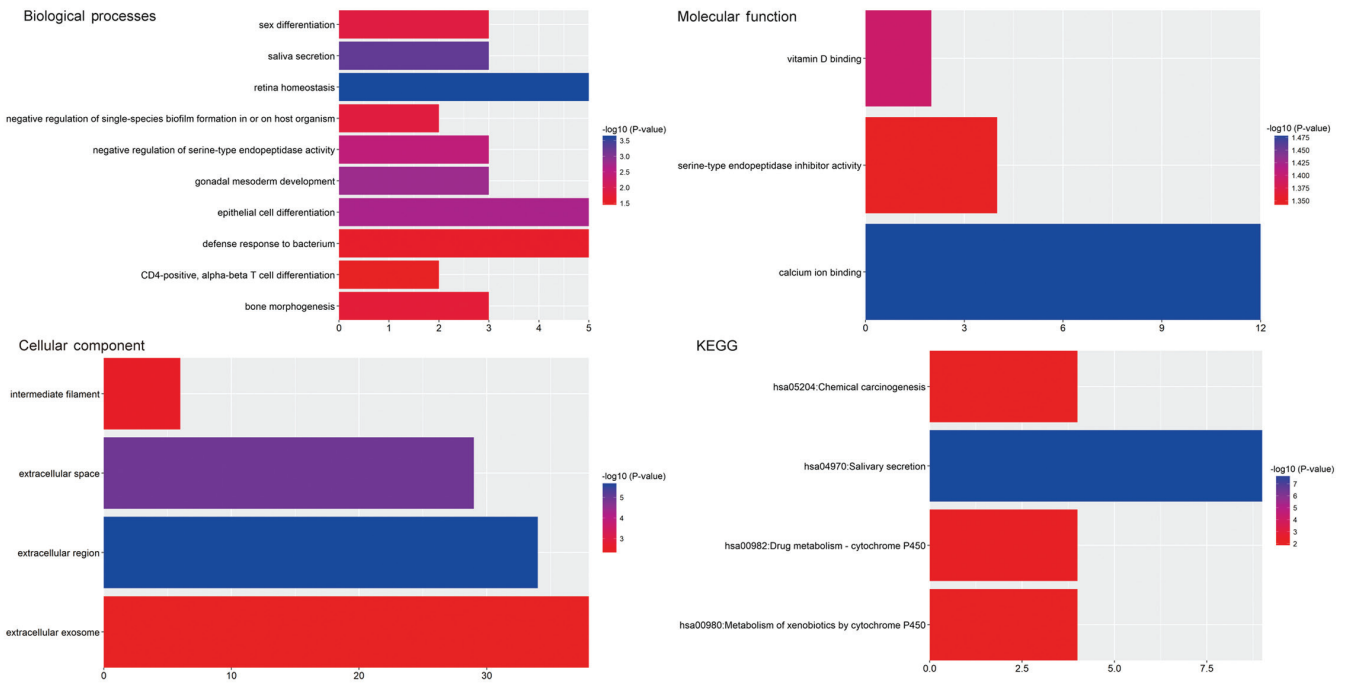 Biological processes
sex differentiation
saliva secretion
retina homeostasis
negative regulation of single-species biofilm formation in or on host organism
negative regulation of serine-type endopeptidase activity
gonadal mesoderm development
epithelial cell differentiation
defense response to bacterium
CD4-positive, alpha-beta T cell differentiation
bone morphogenesis
0 1 2 3 4 5
-log10 (P-value)
3.5
3.0
2.5
2.0
1.5
Molecular function
vitamin D binding
serine-type endopeptidase inhibitor activity
calcium ion binding
0 3 6 9 12
-log10 (P-value)
1.475
1.450
1.425
1.400
1.375
1.350
Cellular component
intermediate filament
extracellular space
extracellular region
extracellular exosome
0 10 20 30
-log10 (P-value)
5
4
3
KEGG
hsa05204:Chemical carcinogenesis
hsa04970:Salivary secretion
hsa00982:Drug metabolism - cytochrome P450
hsa00980:Metabolism of xenobiotics by cytochrome P450
0.0 2.5 5.0 7.5
-log10 (P-value)
7
6
5
4
3
2